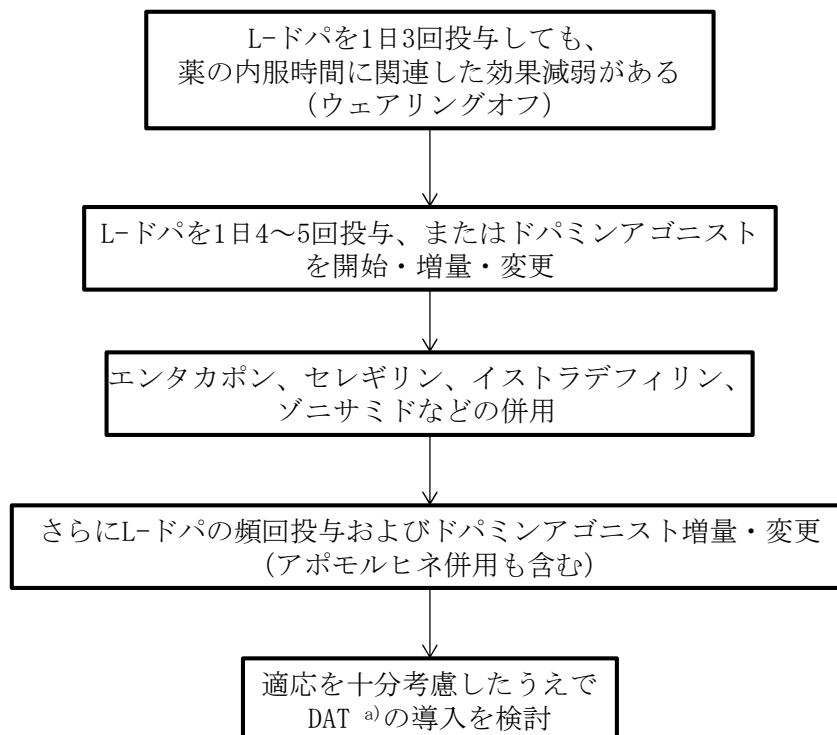 L-ドパを1日3回投与しても、
薬の内服時間に関連した効果減弱がある
(ウェアリングオフ)
L-ドパを1日4～5回投与、またはドパミンアゴニスト
を開始・増量・変更
エンタカポン、セレギリン、イストラデフィリン、
ゾニサミドなどの併用
さらにL-ドパの頻回投与およびドパミンアゴニスト増量・変更
(アポモルヒネ併用も含む)
適応を十分考慮したうえで
DAT a)の導入を検討